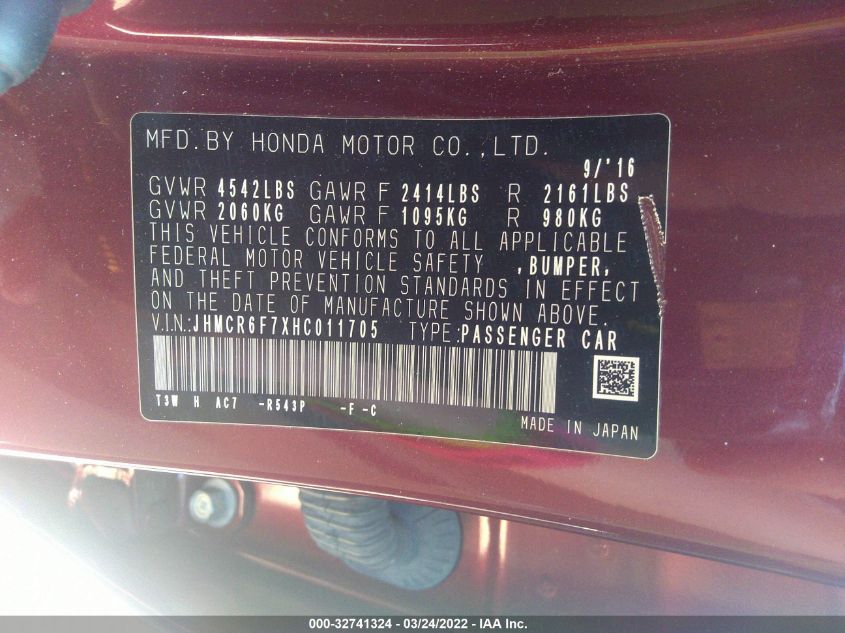 MFD. BY HONDA MOTOR CO., LTD.
9/'16
GVWR 4542LBS GAWR F 2414LBS R 2161LBS
GVWR 2060KG GAWR F 1095KG R 980KG
THIS VEHICLE CONFORMS TO ALL APPLICABLE
FEDERAL MOTOR VEHICLE SAFETY ,BUMPER,
AND THEFT PREVENTION STANDARDS IN EFFECT
ON THE DATE OF MANUFACTURE SHOWN ABOVE.
V.I.N.:JHMCR6F7XHC011705 TYPE:PASSENGER CAR
T3W H AC7 -R543P -F -C
MADE IN JAPAN
000-32741324 / 03/24/2022 - IAA Inc.